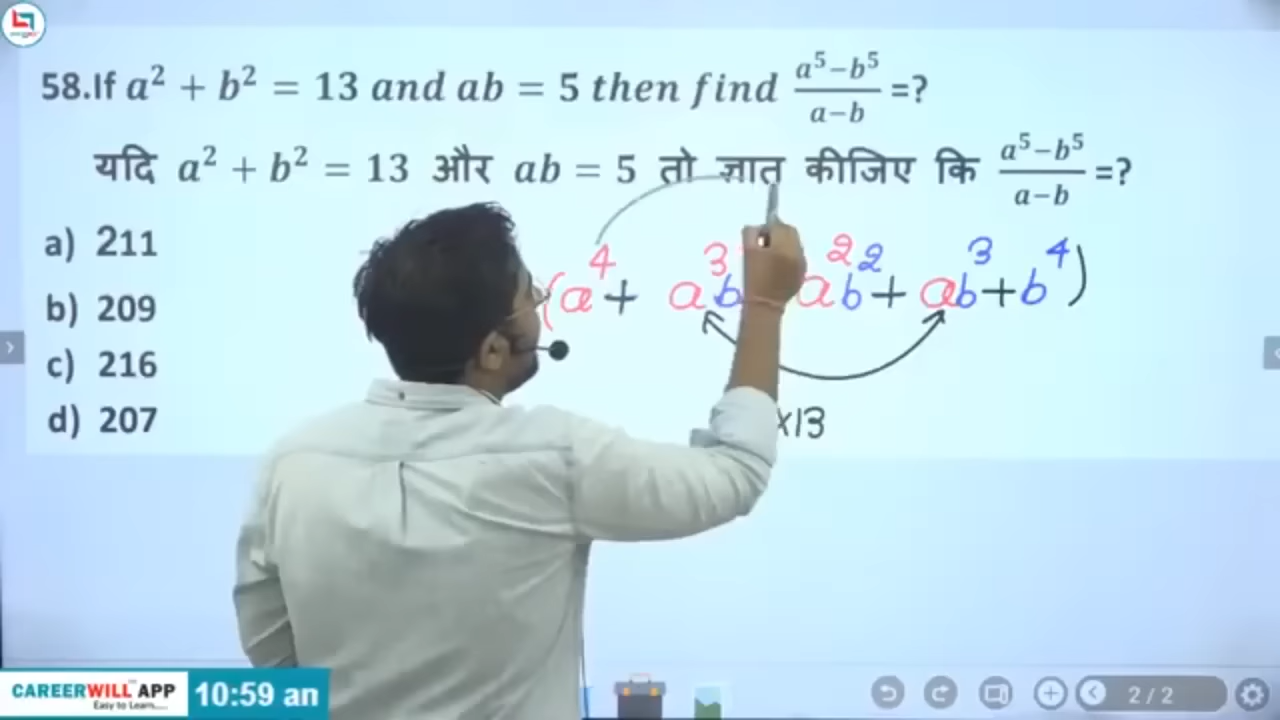 58.If a² + b² = 13 and ab = 5 then find (a⁵−b⁵)/(a−b) =?
यदि a² + b² = 13 और ab = 5 तो ज्ञात कीजिए कि (a⁵−b⁵)/(a−b) =?
a) 211
(a⁴ + a³b a²b² + ab³ + b⁴)
b) 209
c) 216
d) 207
×13
CAREERWILL APP
Easy to Learn.....
10:59 an
2 / 2